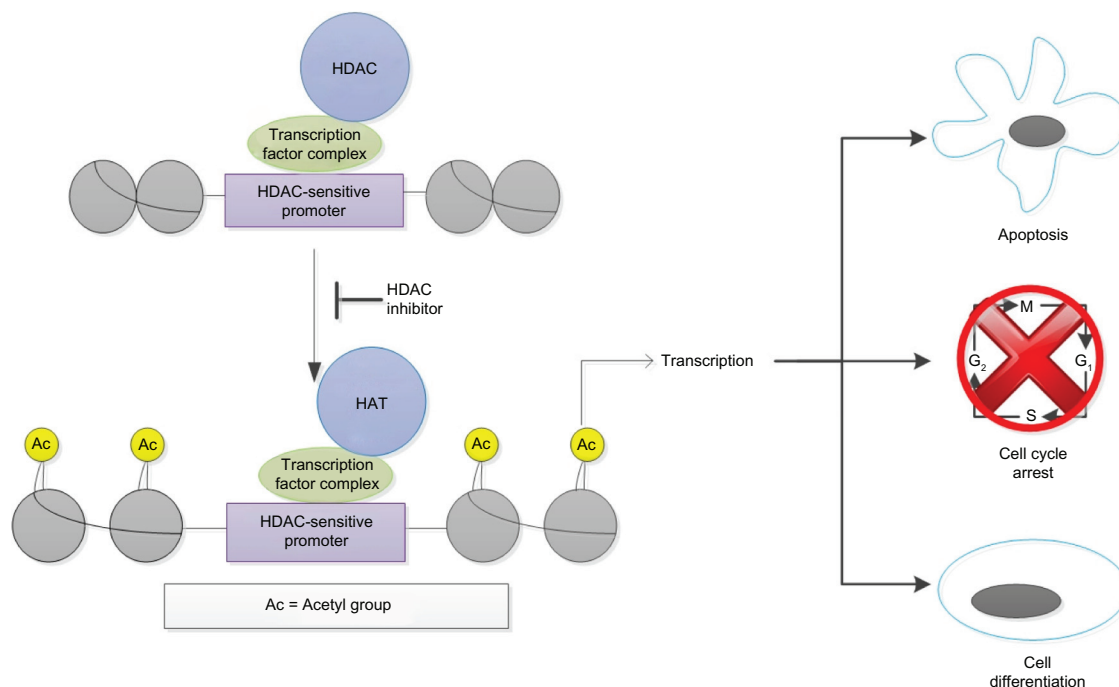 HDAC
Transcription
factor complex
HDAC-sensitive
promoter
HDAC
inhibitor
HAT
Transcription
factor complex
HDAC-sensitive
promoter
Ac
Ac
Ac
Ac
Ac = Acetyl group
Transcription
Apoptosis
M
G₂
G₁
S
Cell cycle
arrest
Cell
differentiation